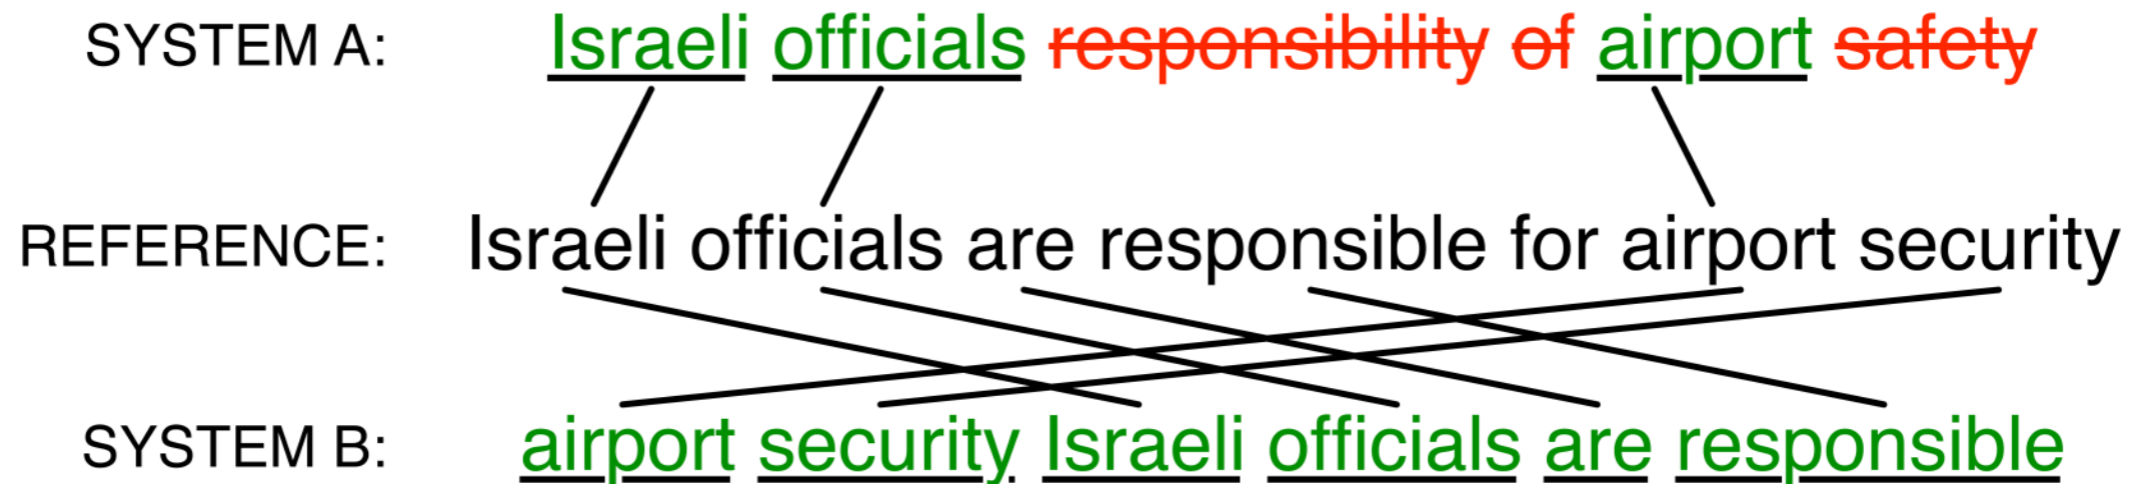 SYSTEM A: Israeli officials responsibility of airport safety
REFERENCE: Israeli officials are responsible for airport security
SYSTEM B: airport security Israeli officials are responsible